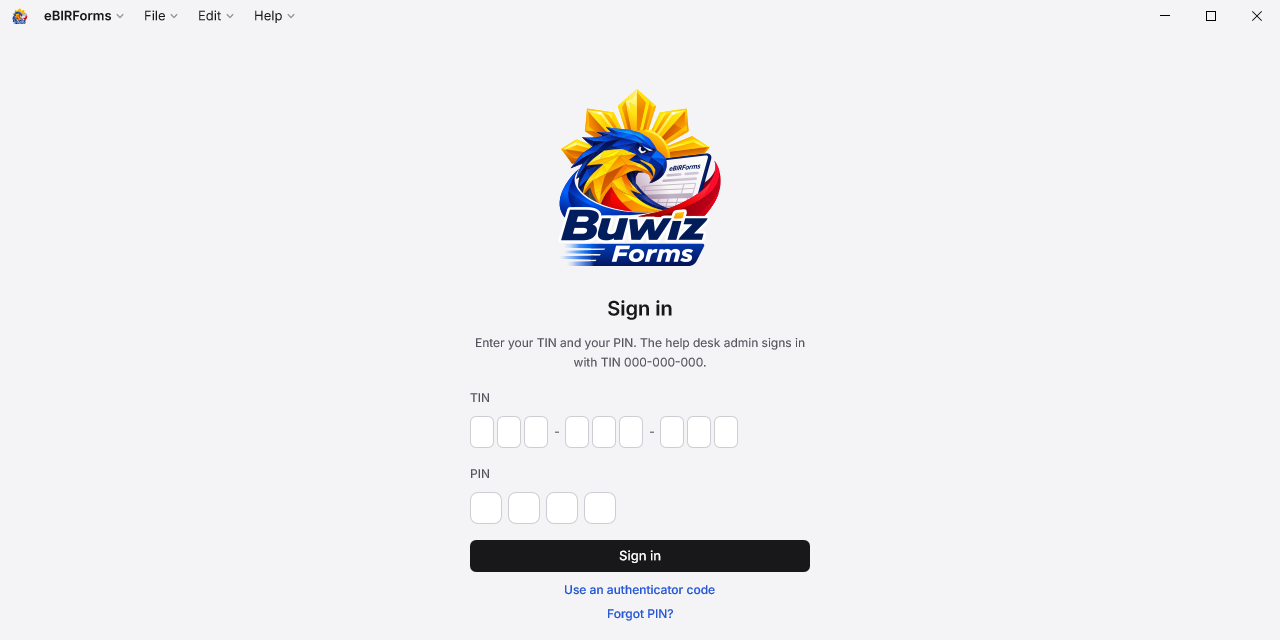 eBIRForms File Edit Help
eBIRForms
Buwiz
Forms
Sign in
Enter your TIN and your PIN. The help desk admin signs in
with TIN 000-000-000.
TIN
- -
PIN
Sign in
Use an authenticator code
Forgot PIN?